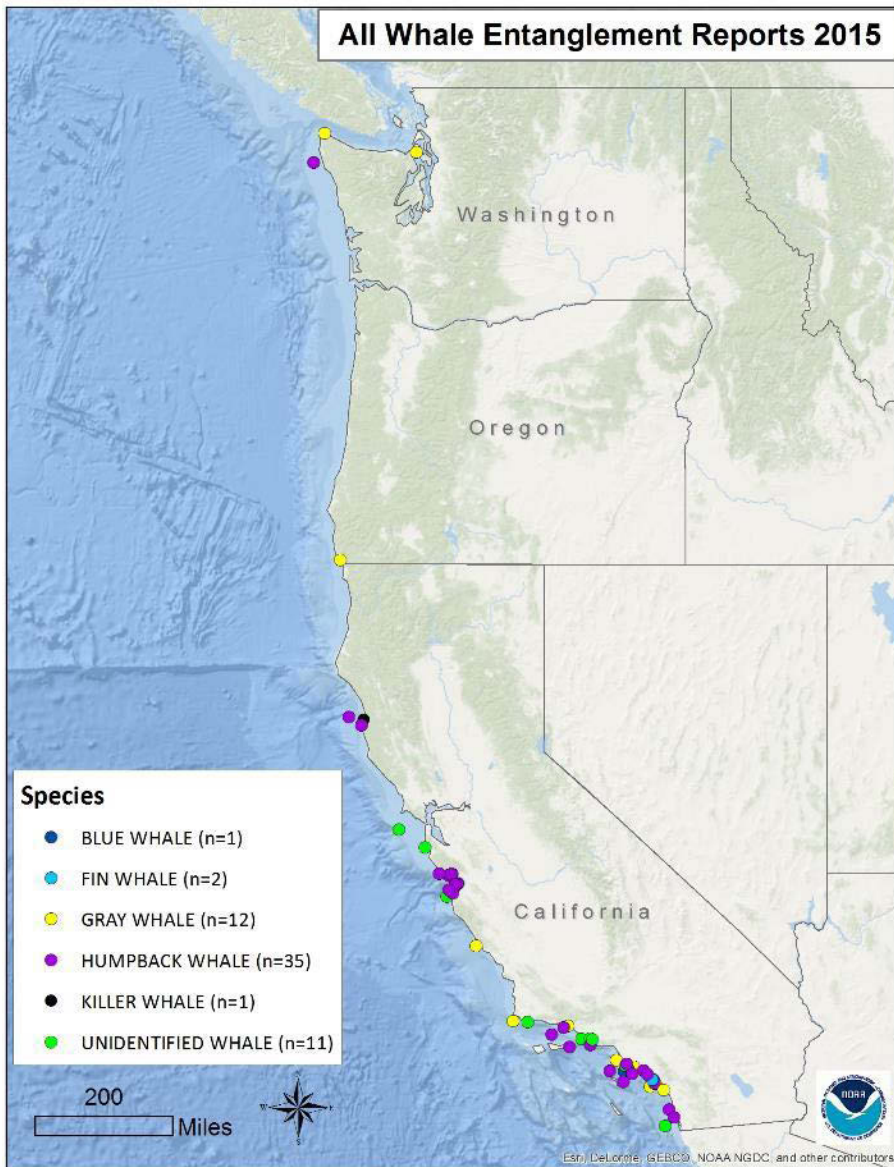 All Whale Entanglement Reports 2015
Washington
Oregon
California
Species
BLUE WHALE (n=1)
FIN WHALE (n=2)
GRAY WHALE (n=12)
HUMPBACK WHALE (n=35)
KILLER WHALE (n=1)
UNIDENTIFIED WHALE (n=11)
200
Miles
N
W
E
S
NOAA
Esri, DeLorme, GEBCO, NOAA NGDC, and other contributors